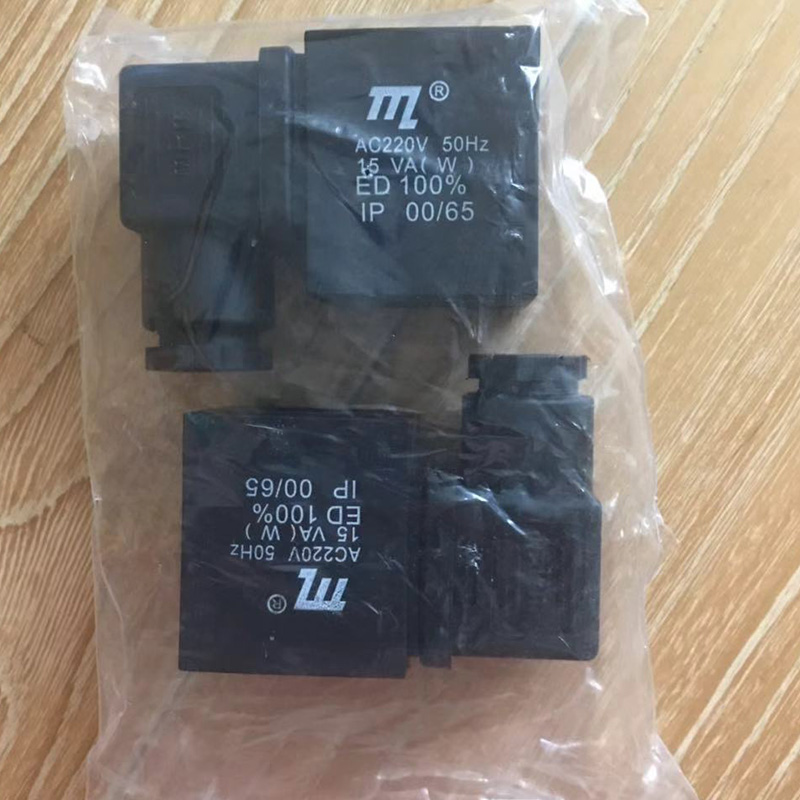 ®
AC220V 50Hz
15 VA(W)
ED 100%
IP 00/65
®
AC220V 50Hz
15 VA(W)
ED 100%
IP 00/65